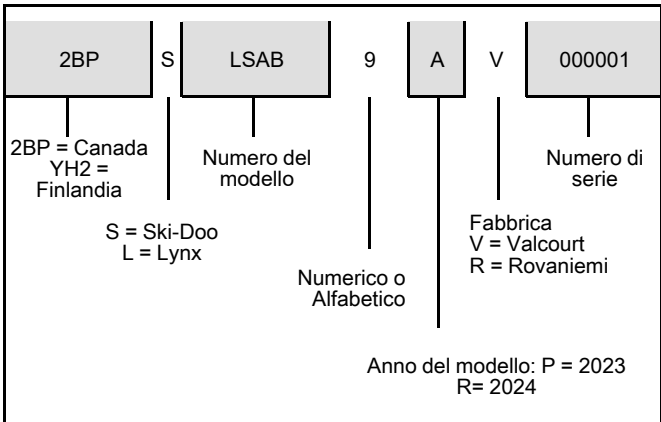 2BP S LSAB 9 A V 000001
2BP = Canada
YH2 =
Finlandia
Numero del
modello
Numero di
serie
S = Ski-Doo
L = Lynx
Fabbrica
V = Valcourt
R = Rovaniemi
Numerico o
Alfabetico
Anno del modello: P = 2023
R= 2024